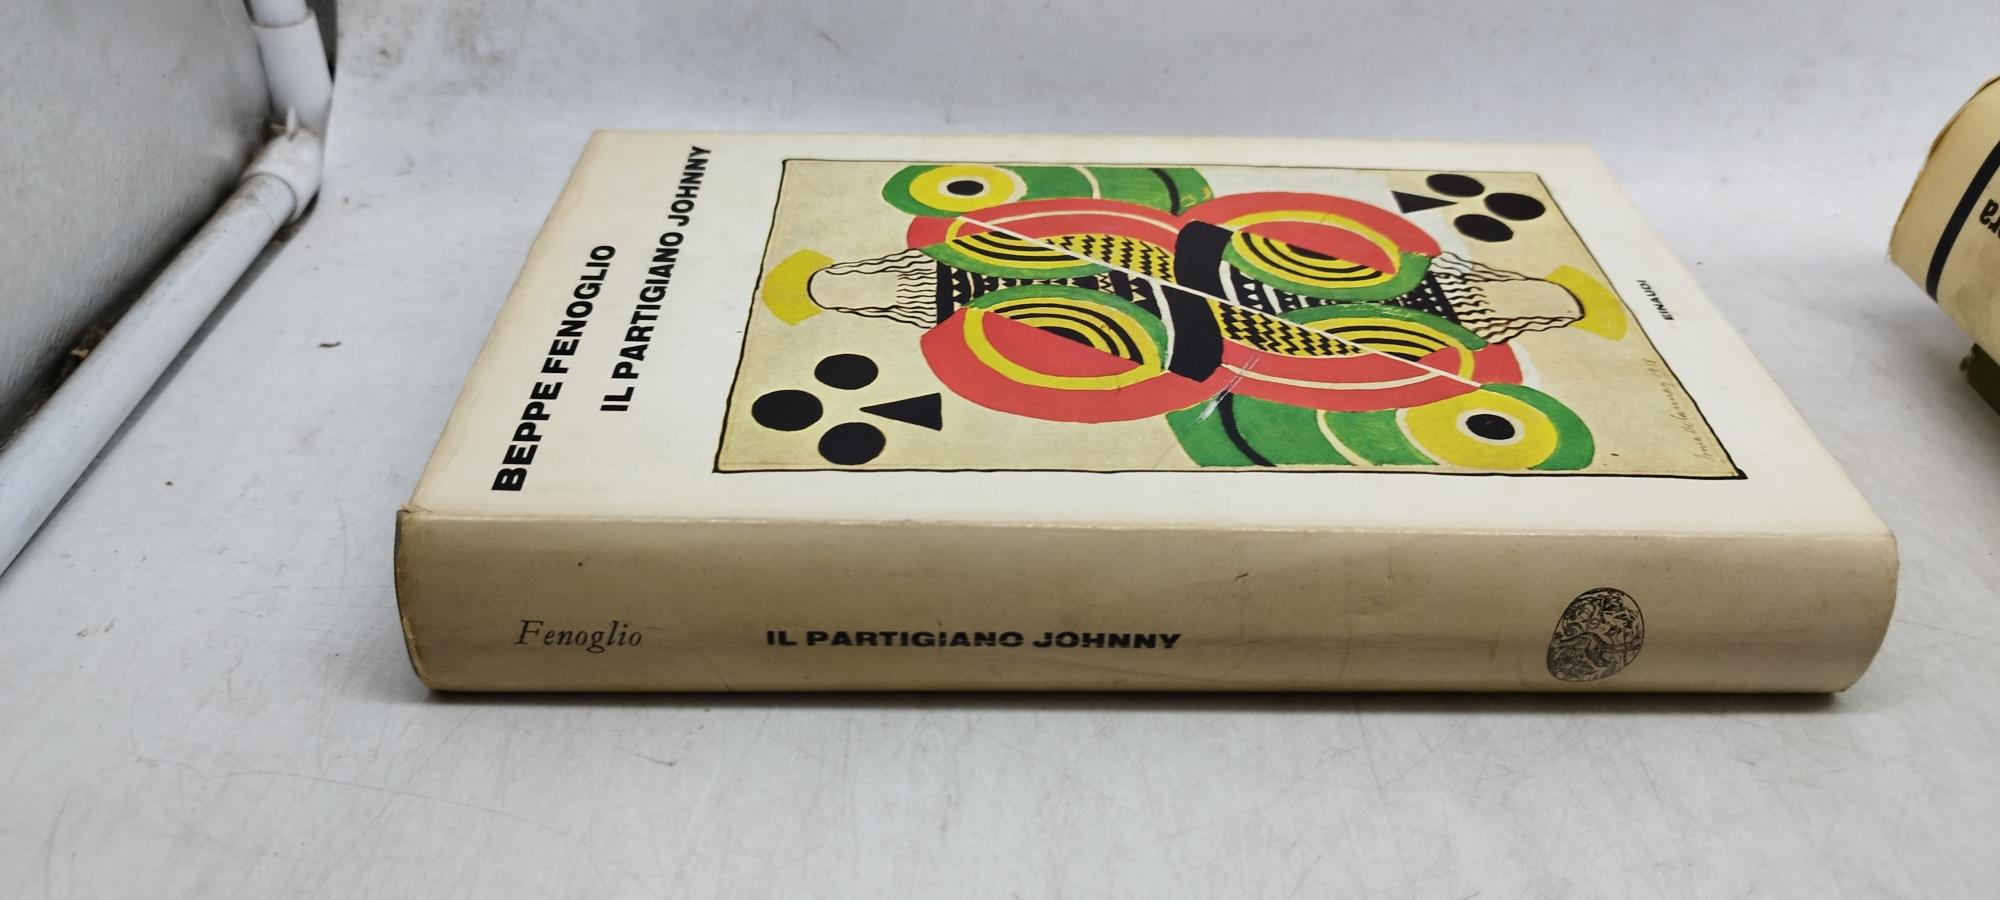 BEPPE FENOGLIO
IL PARTIGIANO JOHNNY
EINAUDI
Fenoglio
IL PARTIGIANO JOHNNY